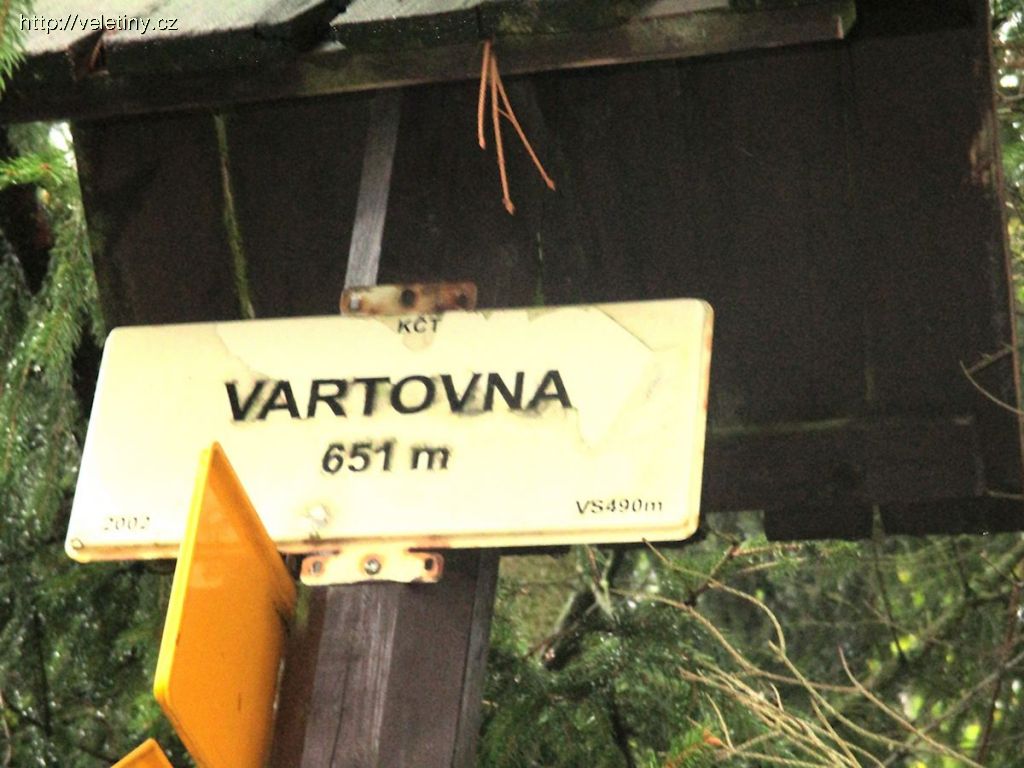 http://veletiny.cz
KČT
VARTOVNA
651 m
2002
VS490m